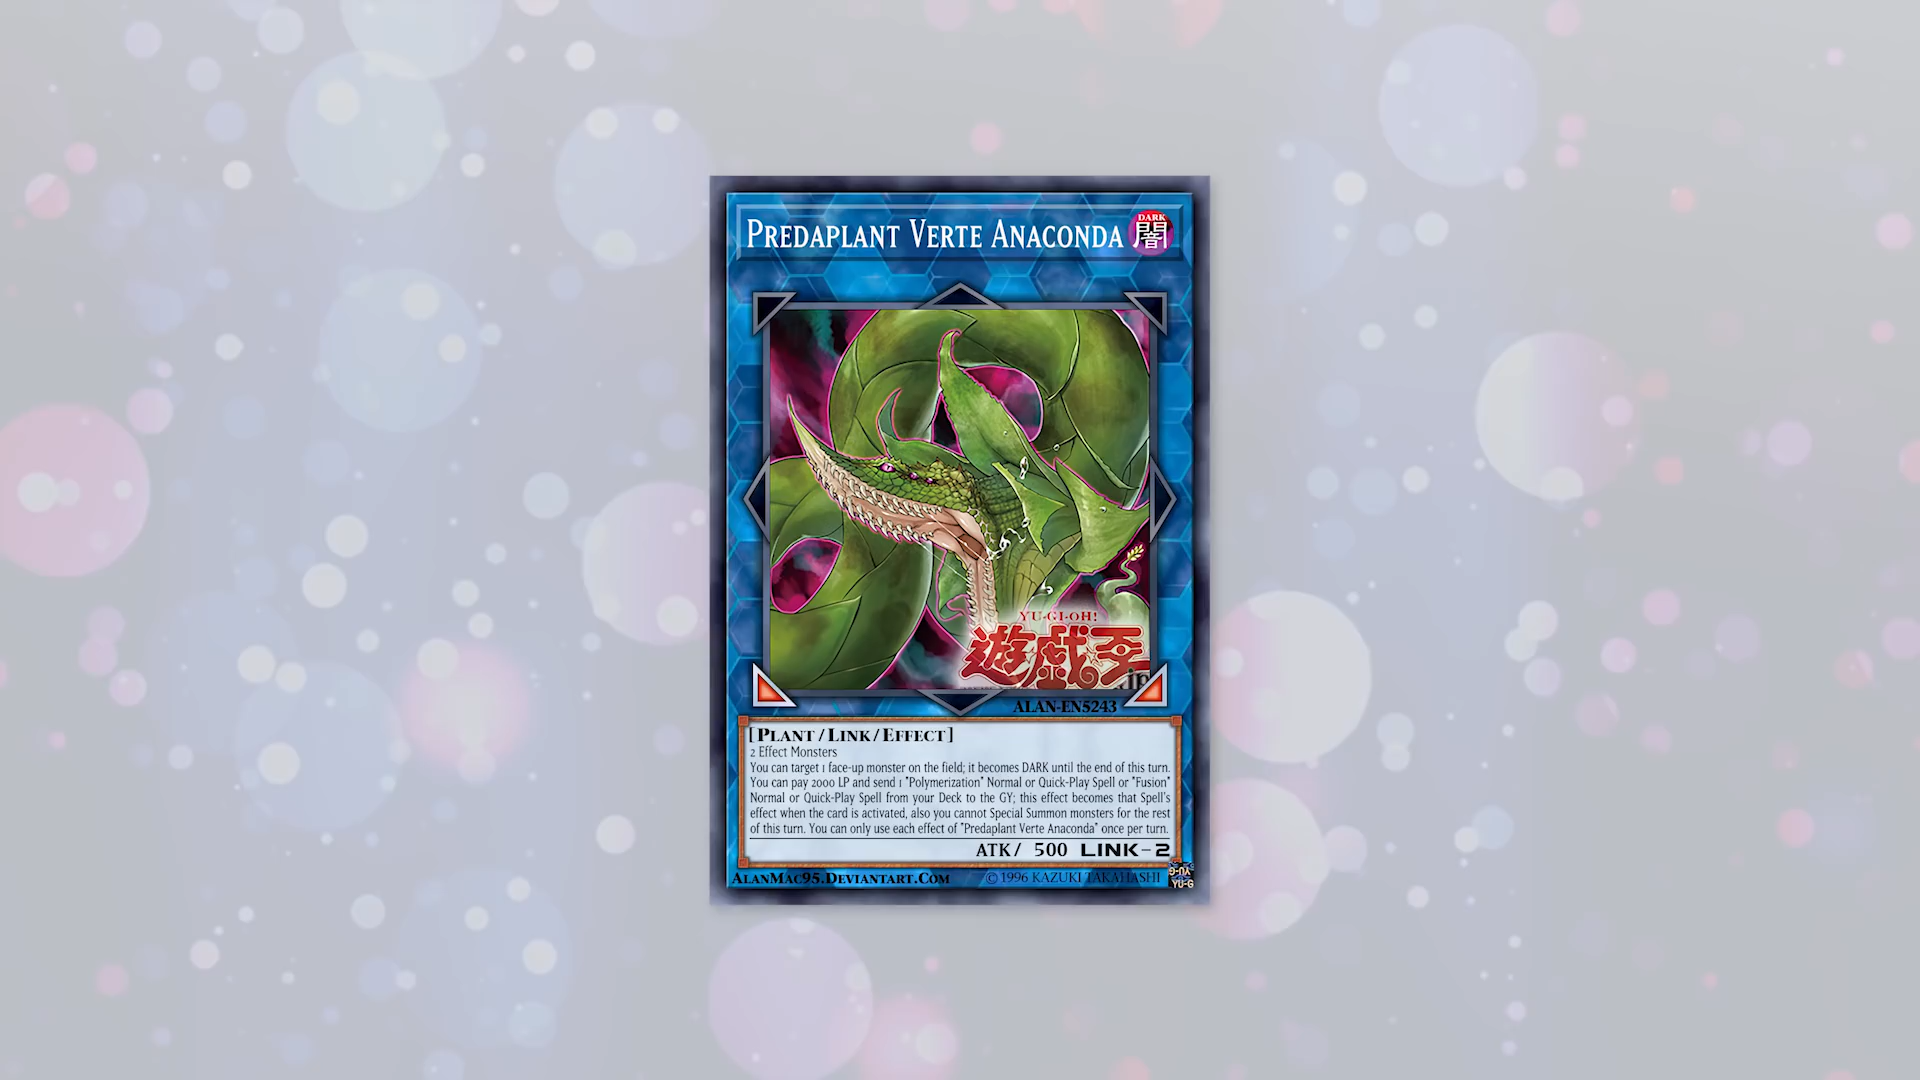 PREDAPLANT VERTE ANACONDA
DARK
闇
YU-GI-OH!
遊戯王
.jp
ALAN-EN5243
[PLANT/LINK/EFFECT]
2 Effect Monsters
You can target 1 face-up monster on the field; it becomes DARK until the end of this turn.
You can pay 2000 LP and send 1 "Polymerization" Normal or Quick-Play Spell or "Fusion"
Normal or Quick-Play Spell from your Deck to the GY; this effect becomes that Spell's
effect when the card is activated, also you cannot Special Summon monsters for the rest
of this turn. You can only use each effect of "Predaplant Verte Anaconda" once per turn.
ATK/ 500 LINK-2
ALANMAC95.DEVIANTART.COM
©1996 KAZUKI TAKAHASHI